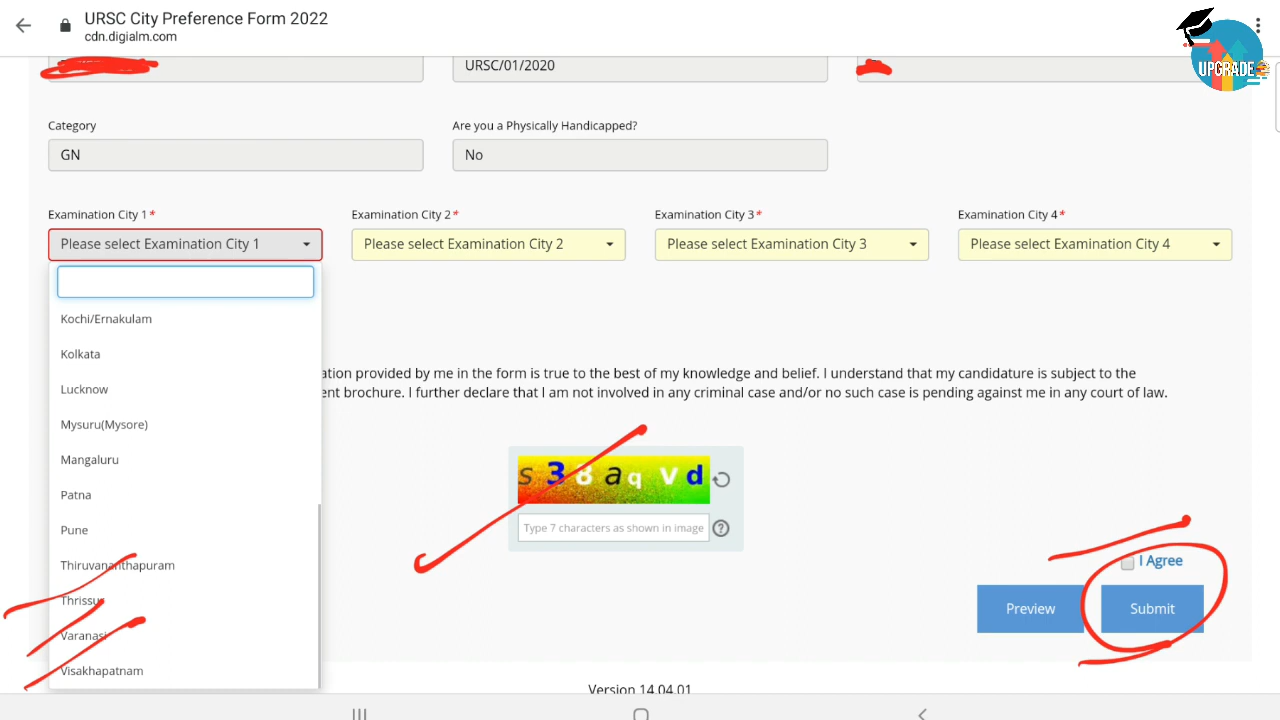 URSC City Preference Form 2022
cdn.digialm.com
UPGRADE
URSC/01/2020
Category
Are you a Physically Handicapped?
GN
No
Examination City 1*
Examination City 2*
Examination City 3*
Examination City 4*
Please select Examination City 1
Please select Examination City 2
Please select Examination City 3
Please select Examination City 4
Kochi/Ernakulam
Kolkata
Lucknow
Mysuru(Mysore)
Mangaluru
Patna
Pune
Thiruvananthapuram
Thrissur
Varanasi
Visakhapatnam
ation provided by me in the form is true to the best of my knowledge and belief. I understand that my candidature is subject to the
ent brochure. I further declare that I am not involved in any criminal case and/or no such case is pending against me in any court of law.
s 3 8 a q v d
Type 7 characters as shown in image
?
I Agree
Preview
Submit
Version 14.04.01